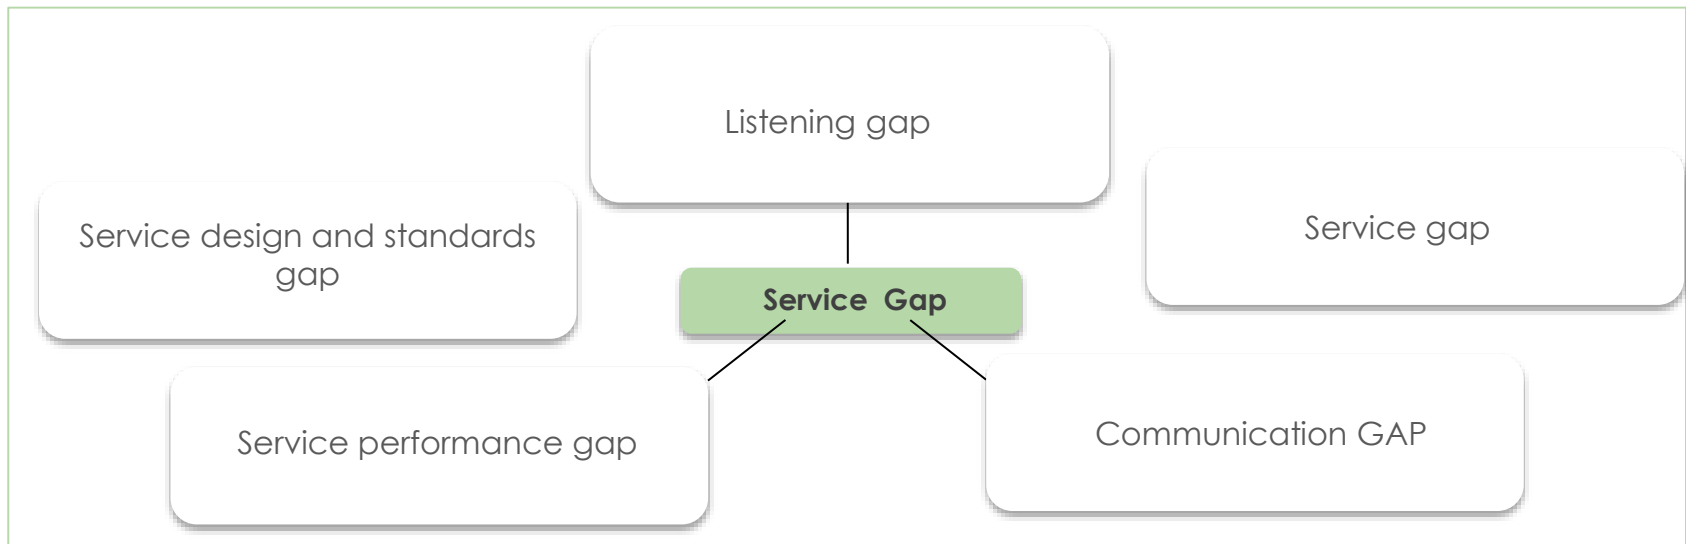 Listening gap
Service design and standards
gap
Service gap
Service  Gap
Service performance gap
Communication GAP